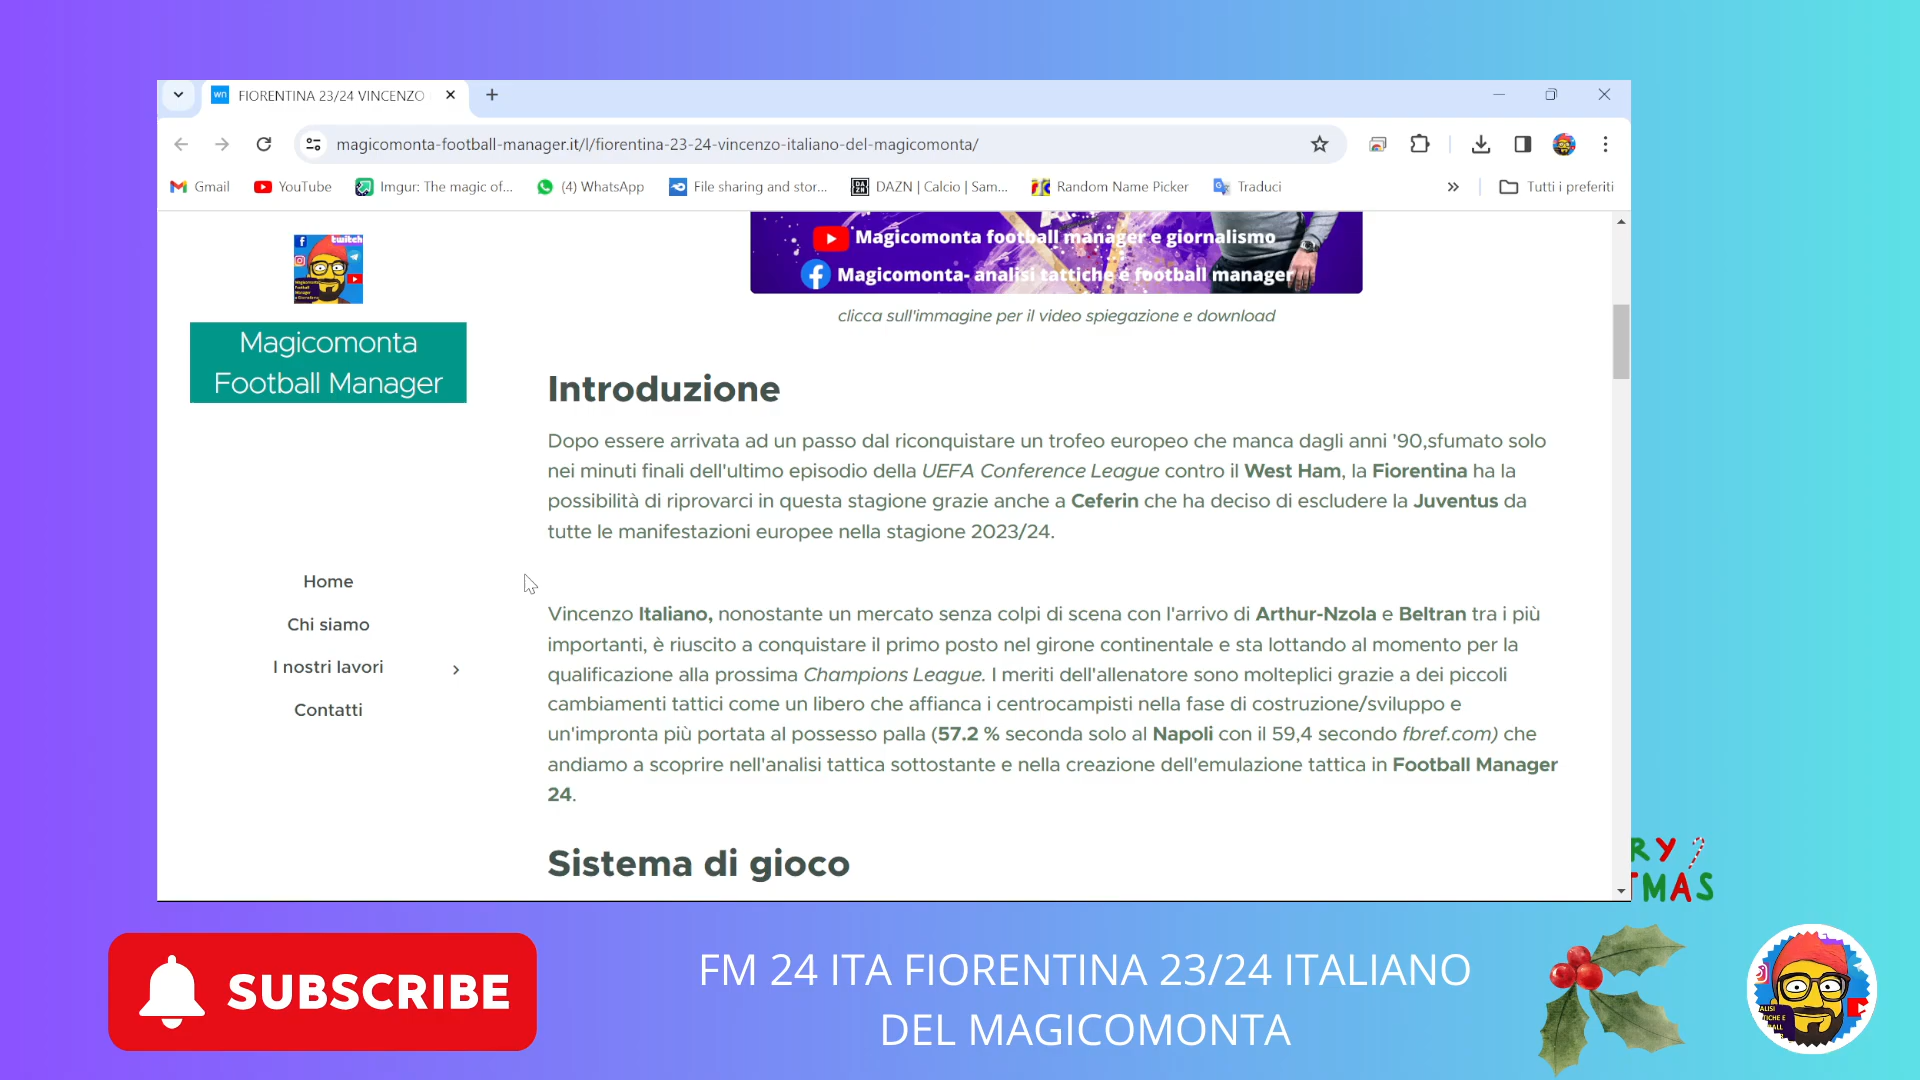 FIORENTINA 23/24 VINCENZO
magicomonta-football-manager.it/l/fiorentina-23-24-vincenzo-italiano-del-magicomonta/
Gmail
YouTube
Imgur: The magic of...
(4) WhatsApp
File sharing and stor...
DAZN | Calcio | Sam...
Random Name Picker
Traduci
Tutti i preferiti
twitch
Magicomonta
Football Manager
Home
Chi siamo
I nostri lavori
Contatti
Magicomonta football manager e giornalismo
Magicomonta- analisi tattiche e football manager
clicca sull'immagine per il video spiegazione e download
Introduzione
Dopo essere arrivata ad un passo dal riconquistare un trofeo europeo che manca dagli anni '90,sfumato solo
nei minuti finali dell'ultimo episodio della UEFA Conference League contro il West Ham, la Fiorentina ha la
possibilità di riprovarci in questa stagione grazie anche a Ceferin che ha deciso di escludere la Juventus da
tutte le manifestazioni europee nella stagione 2023/24.
Vincenzo Italiano, nonostante un mercato senza colpi di scena con l'arrivo di Arthur-Nzola e Beltran tra i più
importanti, è riuscito a conquistare il primo posto nel girone continentale e sta lottando al momento per la
qualificazione alla prossima Champions League. I meriti dell'allenatore sono molteplici grazie a dei piccoli
cambiamenti tattici come un libero che affianca i centrocampisti nella fase di costruzione/sviluppo e
un'impronta più portata al possesso palla (57.2 % seconda solo al Napoli con il 59,4 secondo fbref.com) che
andiamo a scoprire nell'analisi tattica sottostante e nella creazione dell'emulazione tattica in Football Manager
24.
Sistema di gioco
RY
TMAS
SUBSCRIBE
FM 24 ITA FIORENTINA 23/24 ITALIANO
DEL MAGICOMONTA